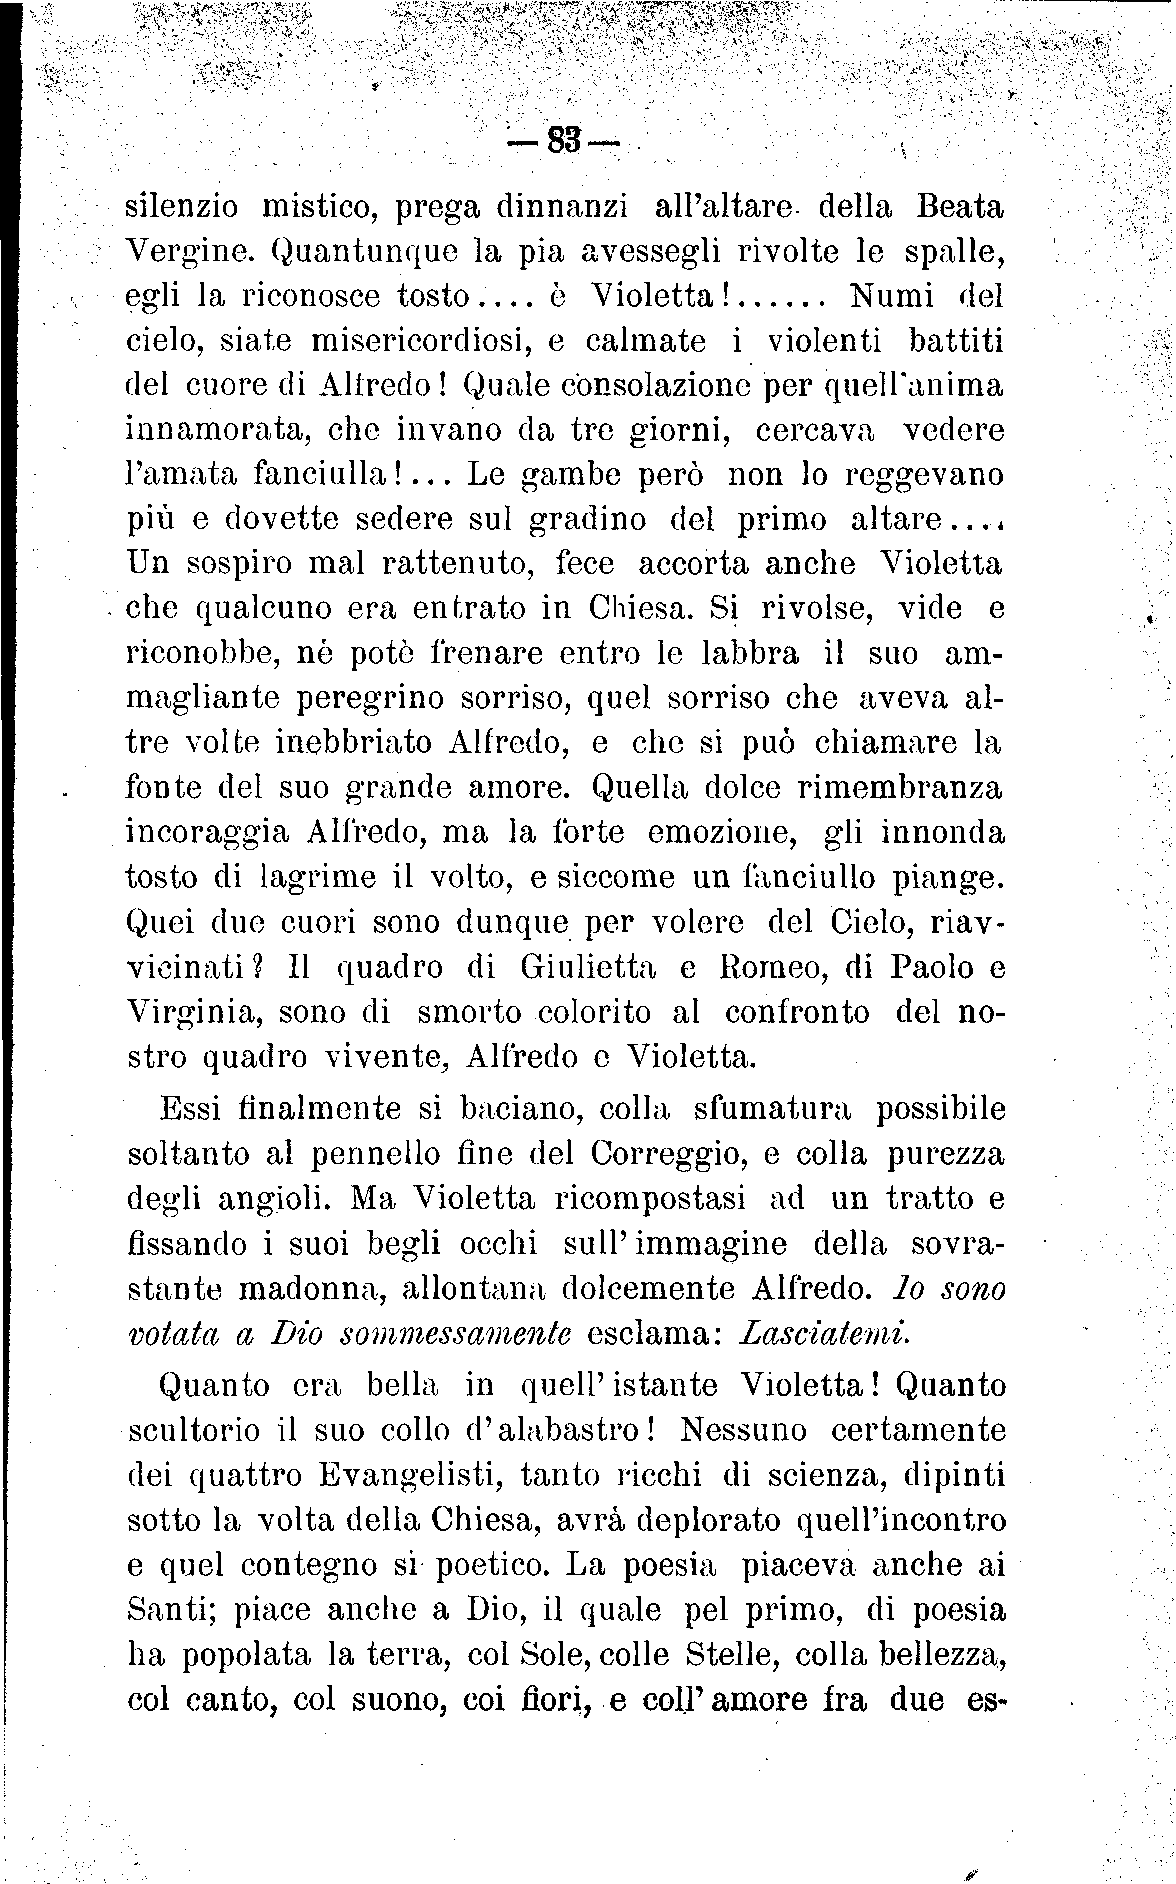 — 83 —
silenzio mistico, prega dinnanzi all'altare della Beata
Vergine. Quantunque la pia avessegli rivolte le spalle,
egli la riconosce tosto.... è Violetta!...... Numi del
cielo, siate misericordiosi, e calmate i violenti battiti
del cuore di Alfredo! Quale consolazione per quell'anima
innamorata, che invano da tre giorni, cercava vedere
l'amata fanciulla!... Le gambe però non lo reggevano
più e dovette sedere sul gradino del primo altare....
Un sospiro mal rattenuto, fece accorta anche Violetta
che qualcuno era entrato in Chiesa. Si rivolse, vide e
riconobbe, nè potè frenare entro le labbra il suo am-
magliante peregrino sorriso, quel sorriso che aveva al-
tre volte inebbriato Alfredo, e che si può chiamare la
fonte del suo grande amore. Quella dolce rimembranza
incoraggia Alfredo, ma la forte emozione, gli innonda
tosto di lagrime il volto, e siccome un fanciullo piange.
Quei due cuori sono dunque per volere del Cielo, riav-
vicinati? Il quadro di Giulietta e Romeo, di Paolo e
Virginia, sono di smorto colorito al confronto del no-
stro quadro vivente, Alfredo e Violetta.
Essi finalmente si baciano, colla sfumatura possibile
soltanto al pennello fine del Correggio, e colla purezza
degli angioli. Ma Violetta ricompostasi ad un tratto e
fissando i suoi begli occhi sull' immagine della sovra-
stante madonna, allontana dolcemente Alfredo. Io sono
votata a Dio sommessamente esclama: Lasciatemi.
Quanto era bella in quell' istante Violetta! Quanto
scultorio il suo collo d'alabastro! Nessuno certamente
dei quattro Evangelisti, tanto ricchi di scienza, dipinti
sotto la volta della Chiesa, avrà deplorato quell'incontro
e quel contegno sì poetico. La poesia piaceva anche ai
Santi; piace anche a Dio, il quale pel primo, di poesia
ha popolata la terra, col Sole, colle Stelle, colla bellezza,
col canto, col suono, coi fiori, e coll' amore fra due es-